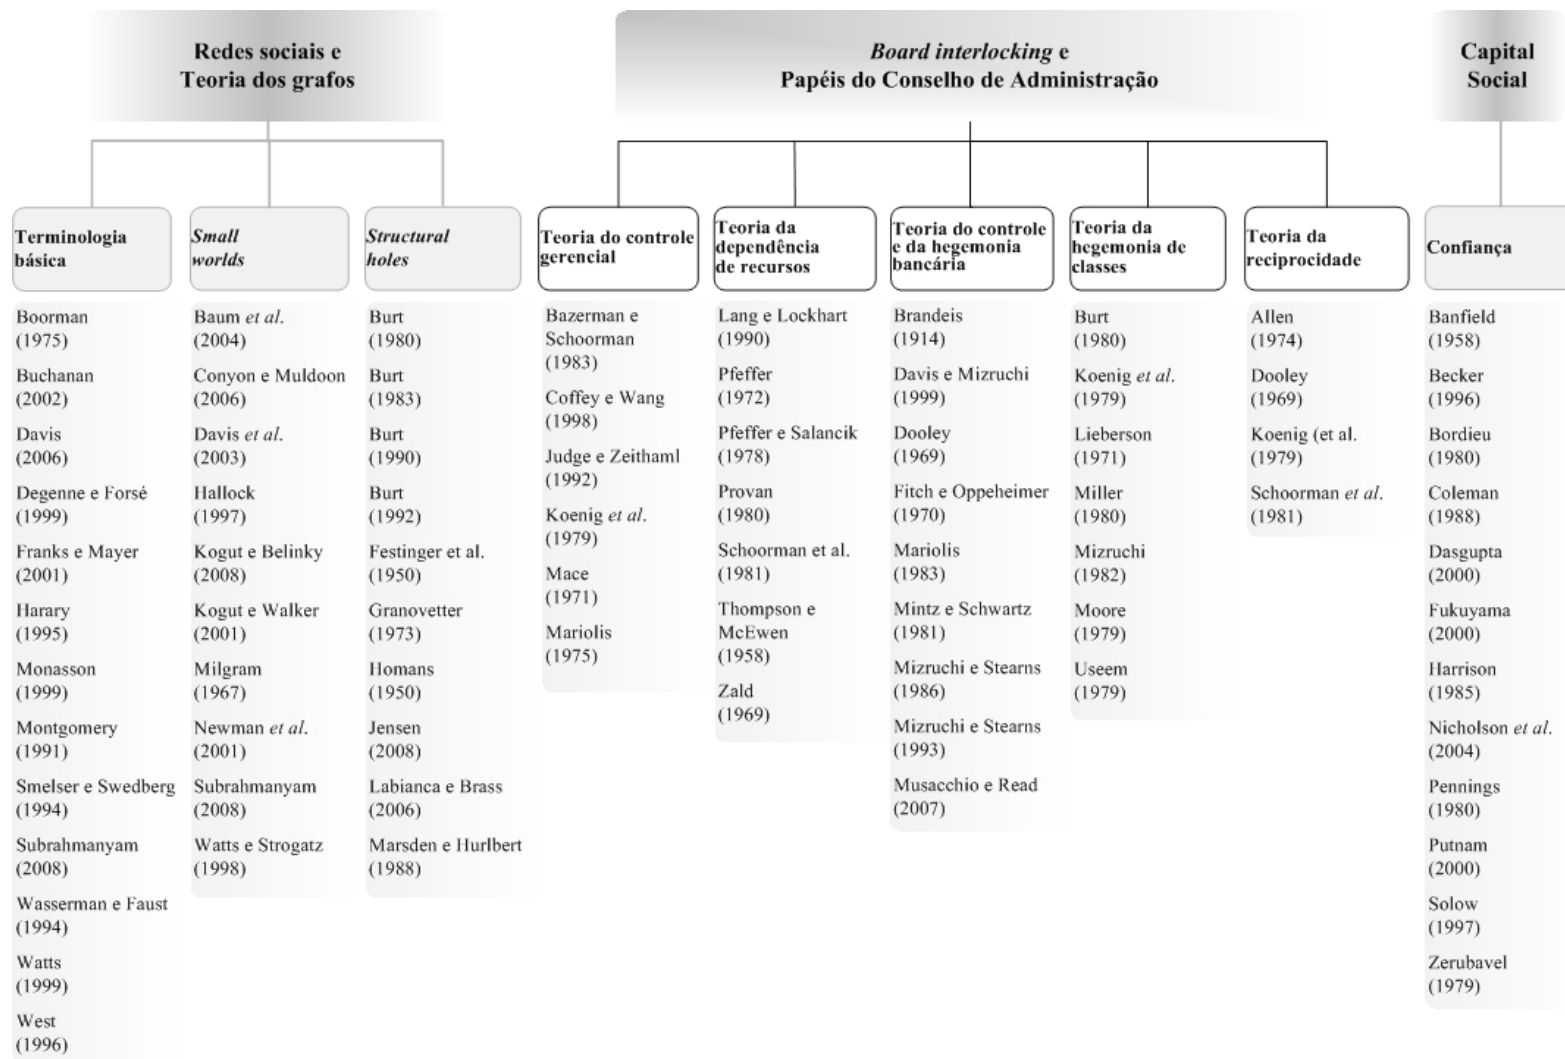 Redes sociais e
Teoria dos grafos
Board interlocking e
Papéis do Conselho de Administração
Capital
Social
Terminologia
básica
Small
worlds
Structural
holes
Teoria do controle
gerencial
Teoria da
dependência
de recursos
Teoria do controle
e da hegemonia
bancária
Teoria da
hegemonia de
classes
Teoria da
reciprocidade
Confiança
Boorman
(1975)
Buchanan
(2002)
Davis
(2006)
Degenne e Forsé
(1999)
Franks e Mayer
(2001)
Harary
(1995)
Monasson
(1999)
Montgomery
(1991)
Smelser e Swedberg
(1994)
Subrahmanyam
(2008)
Wasserman e Faust
(1994)
Watts
(1999)
West
(1996)
Baum et al.
(2004)
Conyon e Muldoon
(2006)
Davis et al.
(2003)
Hallock
(1997)
Kogut e Belinky
(2008)
Kogut e Walker
(2001)
Milgram
(1967)
Newman et al.
(2001)
Subrahmanyam
(2008)
Watts e Strogatz
(1998)
Burt
(1980)
Burt
(1983)
Burt
(1990)
Burt
(1992)
Festinger et al.
(1950)
Granovetter
(1973)
Homans
(1950)
Jensen
(2008)
Labianca e Brass
(2006)
Marsden e Hurlbert
(1988)
Bazerman e
Schoorman
(1983)
Coffey e Wang
(1998)
Judge e Zeithaml
(1992)
Koenig et al.
(1979)
Mace
(1971)
Mariolis
(1975)
Lang e Lockhart
(1990)
Pfeffer
(1972)
Pfeffer e Salancik
(1978)
Provan
(1980)
Schoorman et al.
(1981)
Thompson e
McEwen
(1958)
Zald
(1969)
Brandeis
(1914)
Davis e Mizruchi
(1999)
Dooley
(1969)
Fitch e Oppeheimer
(1970)
Mariolis
(1983)
Mintz e Schwartz
(1981)
Mizruchi e Stearns
(1986)
Mizruchi e Stearns
(1993)
Musacchio e Read
(2007)
Burt
(1980)
Koenig et al.
(1979)
Lieberson
(1971)
Miller
(1980)
Mizruchi
(1982)
Moore
(1979)
Useem
(1979)
Allen
(1974)
Dooley
(1969)
Koenig (et al.
(1979)
Schoorman et al.
(1981)
Banfield
(1958)
Becker
(1996)
Bordieu
(1980)
Coleman
(1988)
Dasgupta
(2000)
Fukuyama
(2000)
Harrison
(1985)
Nicholson et al.
(2004)
Pennings
(1980)
Putnam
(2000)
Solow
(1997)
Zerubavel
(1979)